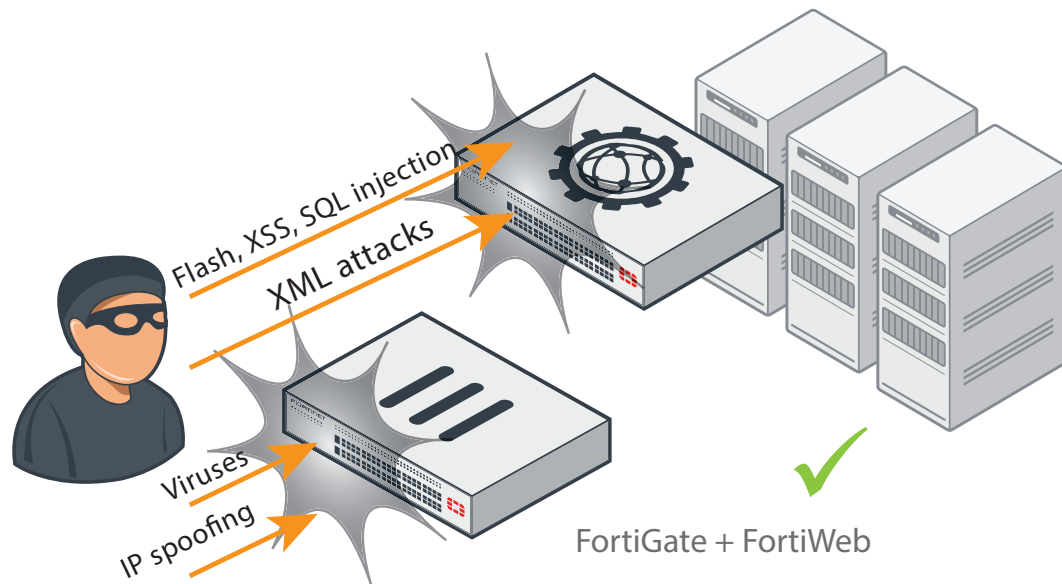 Flash, XSS, SQL injection
XML attacks
Viruses
IP spoofing
FortiGate + FortiWeb